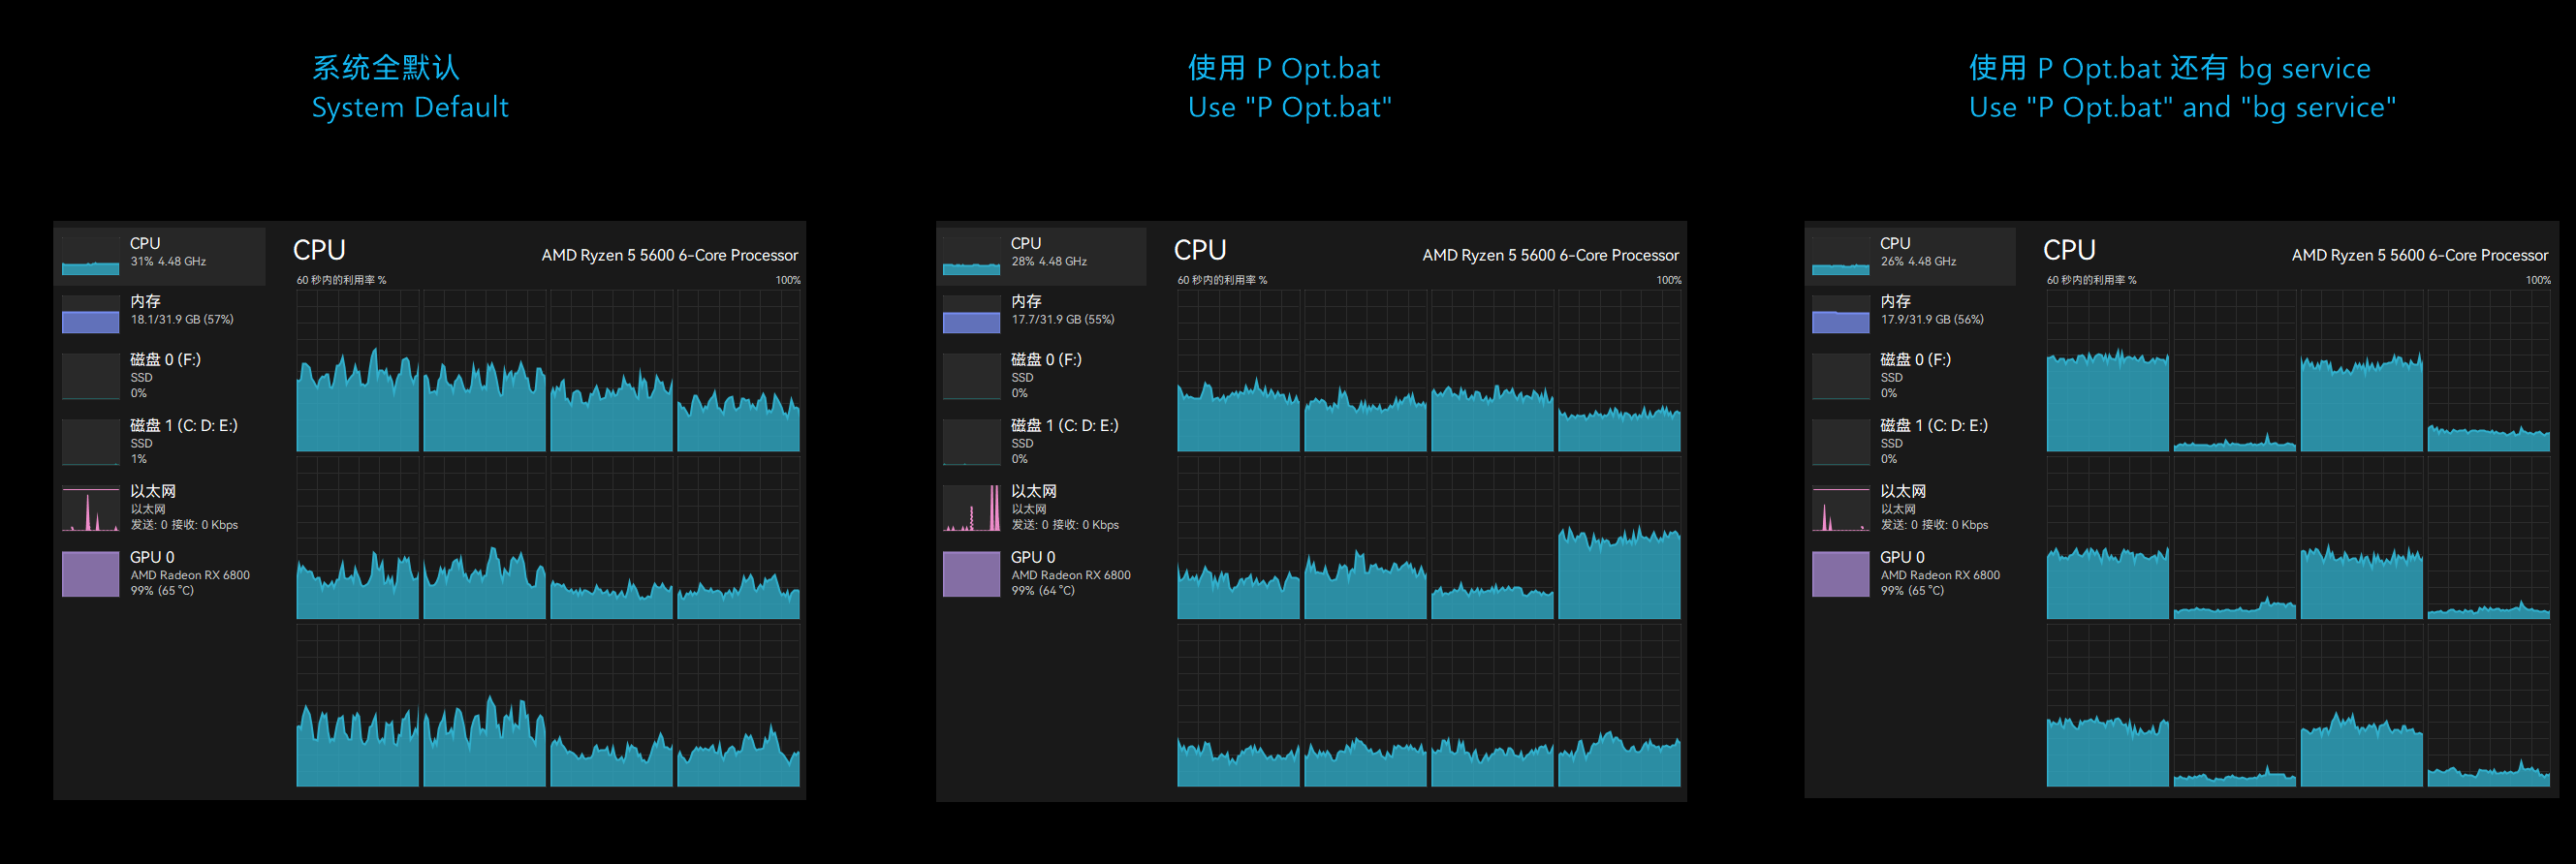 系统全默认
System Default
使用 P Opt.bat
Use "P Opt.bat"
使用 P Opt.bat 还有 bg service
Use "P Opt.bat" and "bg service"
CPU
31% 4.48 GHz
内存
18.1/31.9 GB (57%)
磁盘 0 (F:)
SSD
0%
磁盘 1 (C: D: E:)
SSD
1%
以太网
以太网
发送: 0 接收: 0 Kbps
GPU 0
AMD Radeon RX 6800
99% (65 °C)
CPU
AMD Ryzen 5 5600 6-Core Processor
60 秒内的利用率 %
100%
CPU
28% 4.48 GHz
内存
17.7/31.9 GB (55%)
磁盘 0 (F:)
SSD
0%
磁盘 1 (C: D: E:)
SSD
0%
以太网
以太网
发送: 0 接收: 0 Kbps
GPU 0
AMD Radeon RX 6800
99% (64 °C)
CPU
AMD Ryzen 5 5600 6-Core Processor
60 秒内的利用率 %
100%
CPU
26% 4.48 GHz
内存
17.9/31.9 GB (56%)
磁盘 0 (F:)
SSD
0%
磁盘 1 (C: D: E:)
SSD
0%
以太网
以太网
发送: 0 接收: 0 Kbps
GPU 0
AMD Radeon RX 6800
99% (65 °C)
CPU
AMD Ryzen 5 5600 6-Core Processor
60 秒内的利用率 %
100%